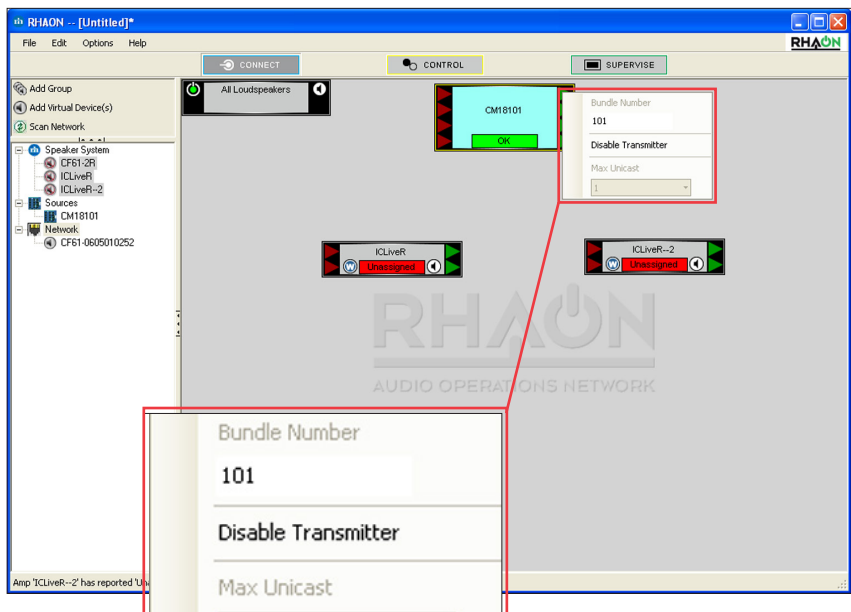 RHAON -- [Untitled]*
File Edit Options Help
RHAON
CONNECT
CONTROL
SUPERVISE
Add Group
Add Virtual Device(s)
Scan Network
Speaker System
CF61-2R
ICLiveR
ICLiveR--2
Sources
CM18101
Network
CF61-0605010252
All Loudspeakers
CM18101
OK
Bundle Number
101
Disable Transmitter
Max Unicast
1
ICLiveR
W Unassigned
ICLiveR--2
W Unassigned
RHAON
AUDIO OPERATIONS NETWORK
Bundle Number
101
Disable Transmitter
Max Unicast
Amp 'ICLiveR--2' has reported